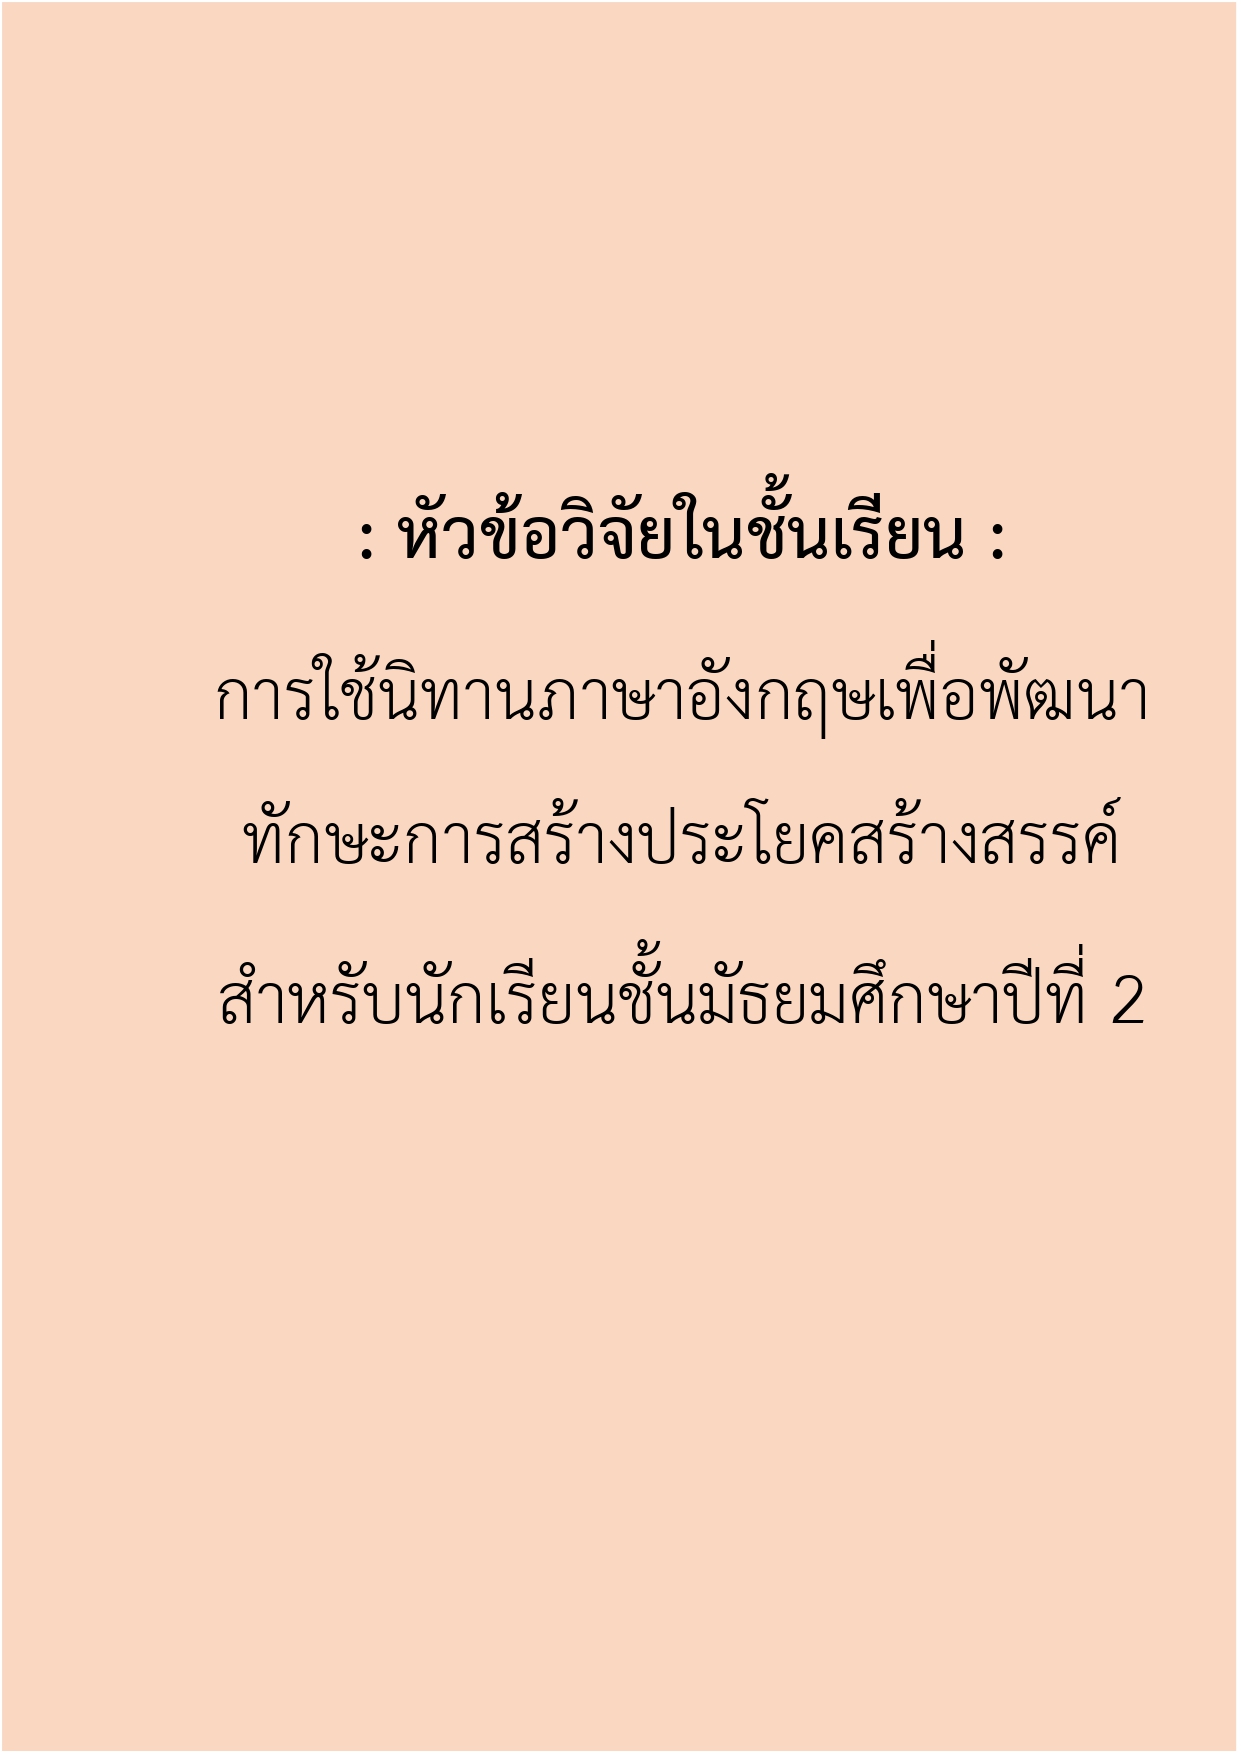 : หัวข้อวิจัยในชั้นเรียน :
การใช้นิทานภาษาอังกฤษเพื่อพัฒนา
ทักษะการสร้างประโยคสร้างสรรค์
สำหรับนักเรียนชั้นมัธยมศึกษาปีที่ 2